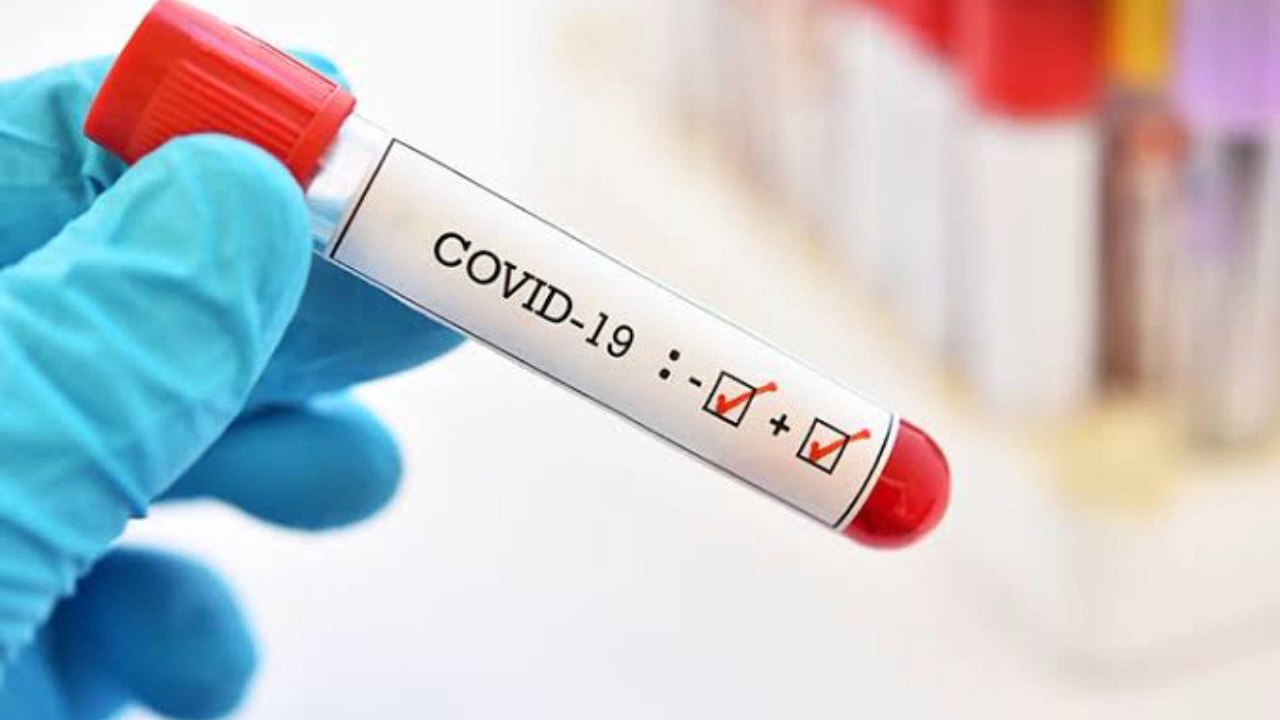 COVID-19 : - ☑ + ☑